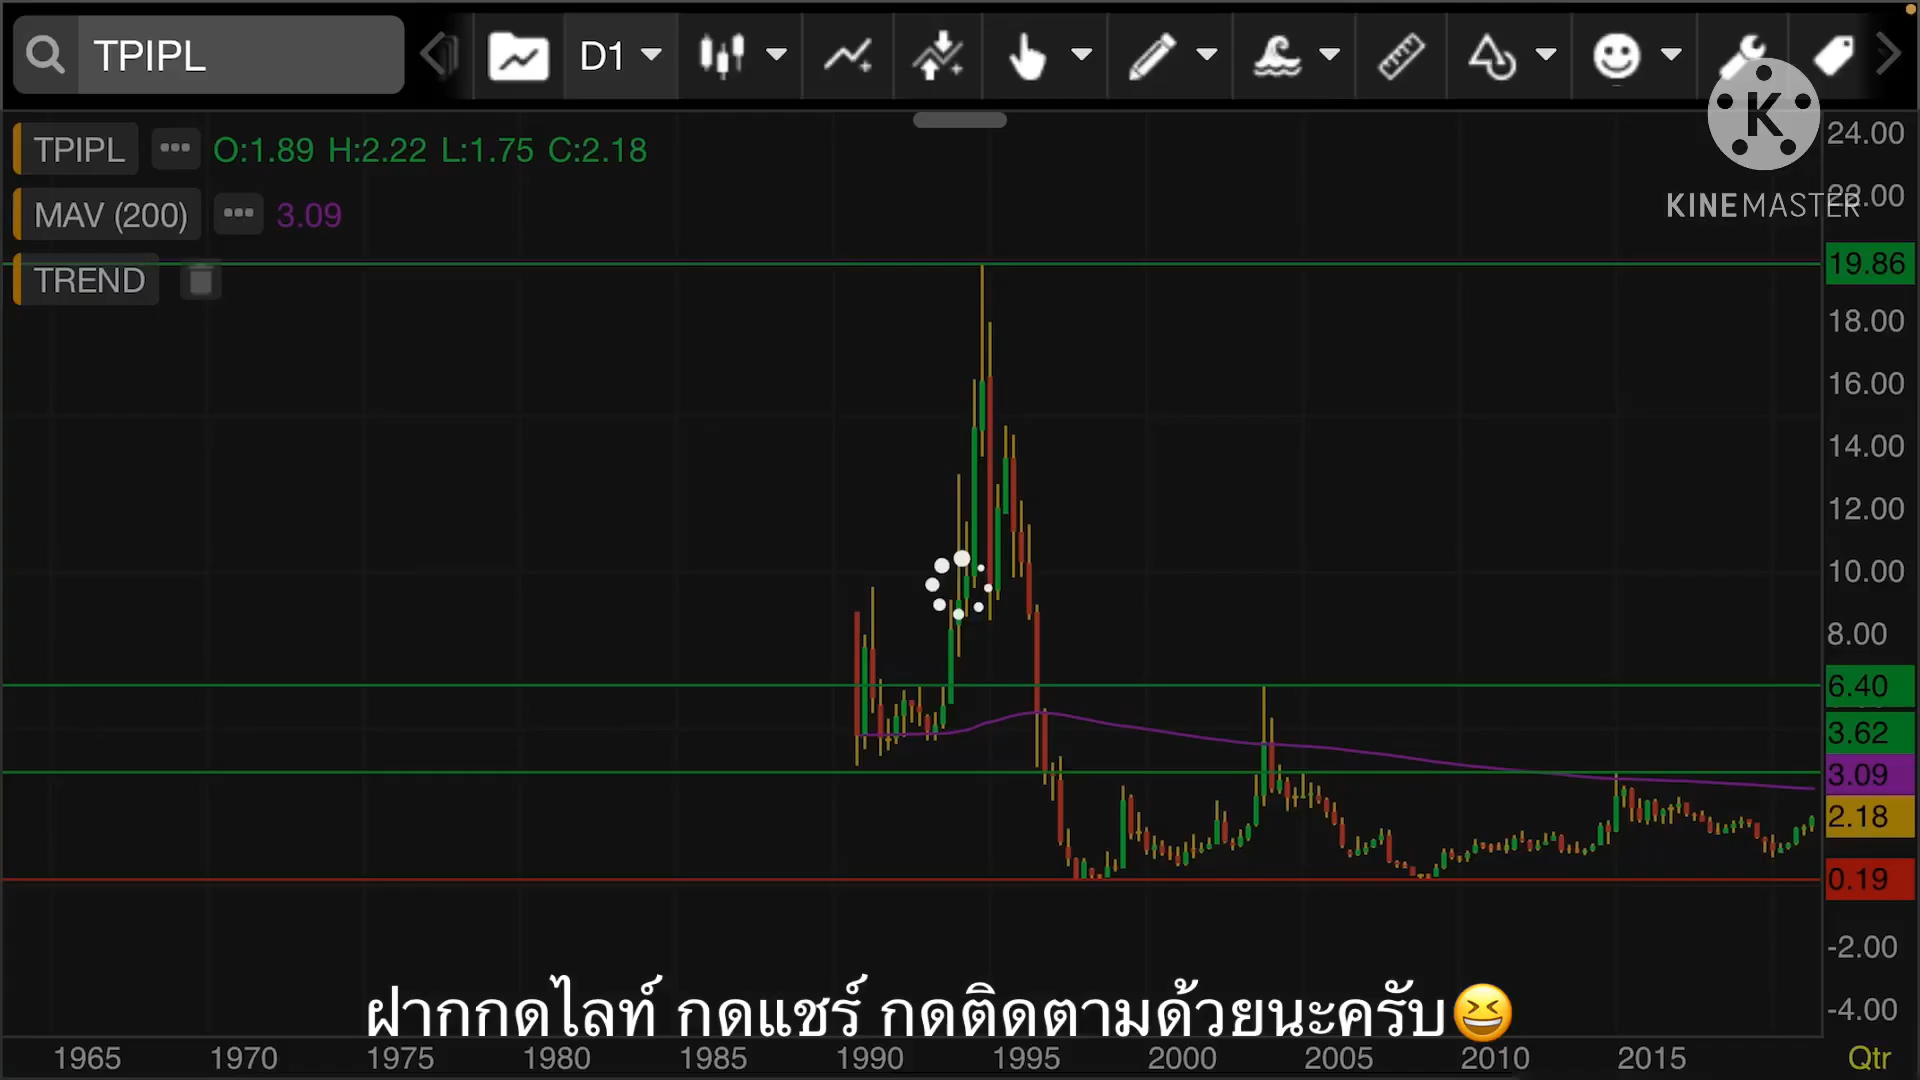 TPIPL D1
TPIPL O:1.89 H:2.22 L:1.75 C:2.18
MAV (200) 3.09
TREND
K
KINEMASTER
24.00
22.00
19.86
18.00
16.00
14.00
12.00
10.00
8.00
6.40
3.62
3.09
2.18
0.19
-2.00
-4.00
ฝากกดไลท์ กดแชร์ กดติดตามด้วยนะครับ😆
1965 1970 1975 1980 1985 1990 1995 2000 2005 2010 2015 Qtr